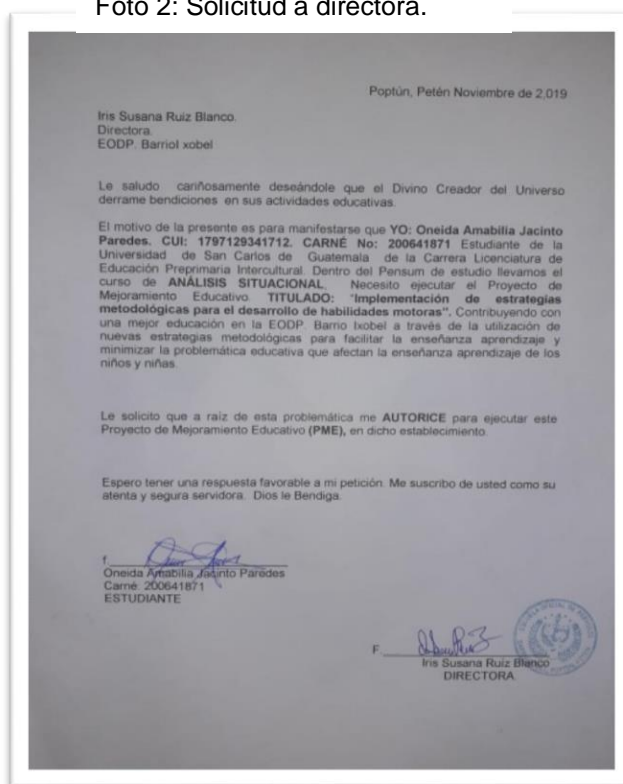 Foto 2: Solicitud a directora.
Poptún, Petén Noviembre de 2,019
Iris Susana Ruiz Blanco.
Directora.
EODP. Barriol xobel
Le saludo cariñosamente deseándole que el Divino Creador del Universo
derrame bendiciones en sus actividades educativas.
El motivo de la presente es para manifestarse que YO: Oneida Amabilia Jacinto
Paredes. CUI: 1797129341712. CARNÉ No: 200641871 Estudiante de la
Universidad de San Carlos de Guatemala de la Carrera Licenciatura de
Educación Preprimaria Intercultural. Dentro del Pensum de estudio llevamos el
curso de ANÁLISIS SITUACIONAL, Necesito ejecutar el Proyecto de
Mejoramiento Educativo. TITULADO: "Implementación de estrategias
metodológicas para el desarrollo de habilidades motoras". Contribuyendo con
una mejor educación en la EODP. Barrio Ixobel a través de la utilización de
nuevas estrategias metodológicas para facilitar la enseñanza aprendizaje y
minimizar la problemática educativa que afectan la enseñanza aprendizaje de los
niños y niñas.
Le solicito que a raíz de esta problemática me AUTORICE para ejecutar este
Proyecto de Mejoramiento Educativo (PME), en dicho establecimiento.
Espero tener una respuesta favorable a mi petición. Me suscribo de usted como su
atenta y segura servidora. Dios le Bendiga.
f.
Oneida Amabilia Jacinto Paredes
Carné: 200641871
ESTUDIANTE
F.
Iris Susana Ruiz Blanco
DIRECTORA